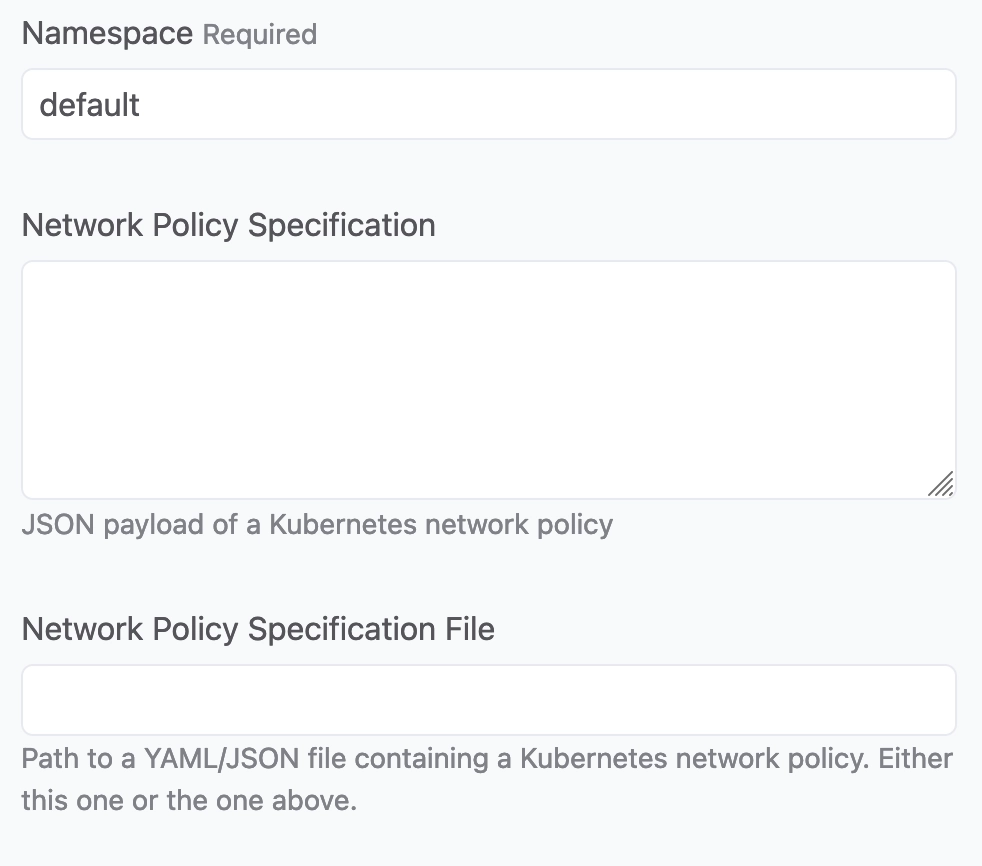 Namespace Required
default
Network Policy Specification
JSON payload of a Kubernetes network policy
Network Policy Specification File
Path to a YAML/JSON file containing a Kubernetes network policy. Either
this one or the one above.